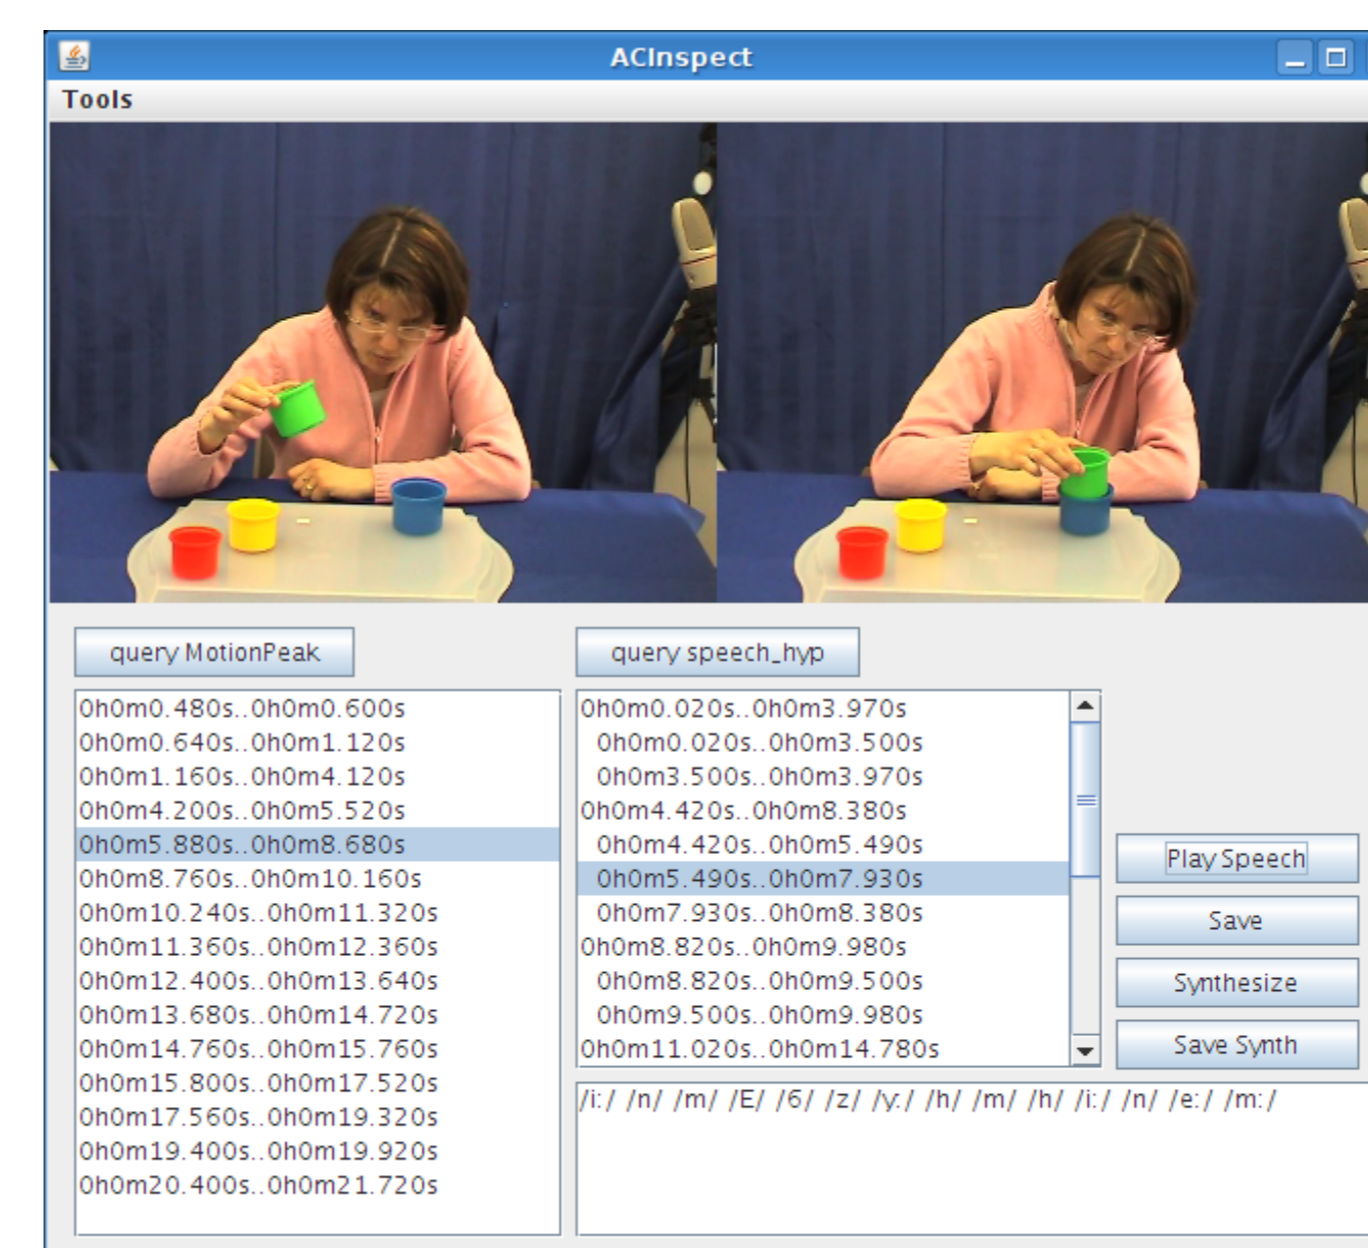 ACInspect
Tools
query MotionPeak
0h0m0.480s..0h0m0.600s
0h0m0.640s..0h0m1.120s
0h0m1.160s..0h0m4.120s
0h0m4.200s..0h0m5.520s
0h0m5.880s..0h0m8.680s
0h0m8.760s..0h0m10.160s
0h0m10.240s..0h0m11.320s
0h0m11.360s..0h0m12.360s
0h0m12.400s..0h0m13.640s
0h0m13.680s..0h0m14.720s
0h0m14.760s..0h0m15.760s
0h0m15.800s..0h0m17.520s
0h0m17.560s..0h0m19.320s
0h0m19.400s..0h0m19.920s
0h0m20.400s..0h0m21.720s
query speech_hyp
0h0m0.020s..0h0m3.970s
0h0m0.020s..0h0m3.500s
0h0m3.500s..0h0m3.970s
0h0m4.420s..0h0m8.380s
0h0m4.420s..0h0m5.490s
0h0m5.490s..0h0m7.930s
0h0m7.930s..0h0m8.380s
0h0m8.820s..0h0m9.980s
0h0m8.820s..0h0m9.500s
0h0m9.500s..0h0m9.980s
0h0m11.020s..0h0m14.780s
Play Speech
Save
Synthesize
Save Synth
/i:/ /n/ /m/ /E/ /6/ /z/ /y:/ /h/ /m/ /h/ /i:/ /n/ /e:/ /m:/